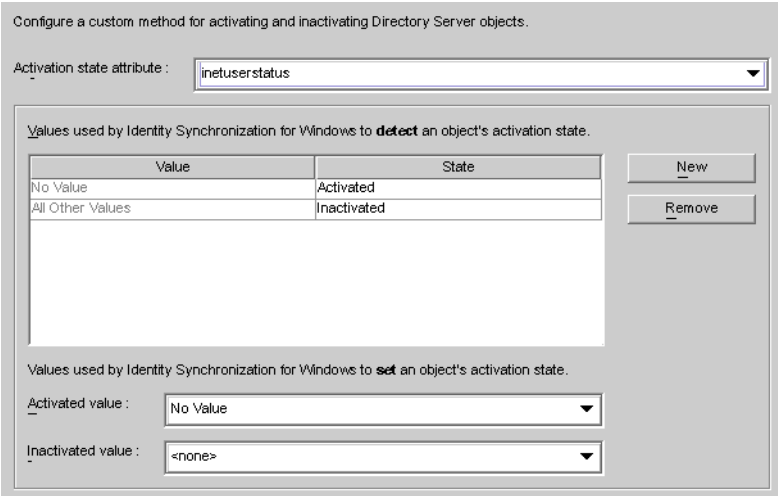 Configure a custom method for activating and inactivating Directory Server objects.
Activation state attribute : inetuserstatus
Values used by Identity Synchronization for Windows to detect an object's activation state.
Value State
No Value Activated
All Other Values Inactivated
New
Remove
Values used by Identity Synchronization for Windows to set an object's activation state.
Activated value : No Value
Inactivated value : <none>